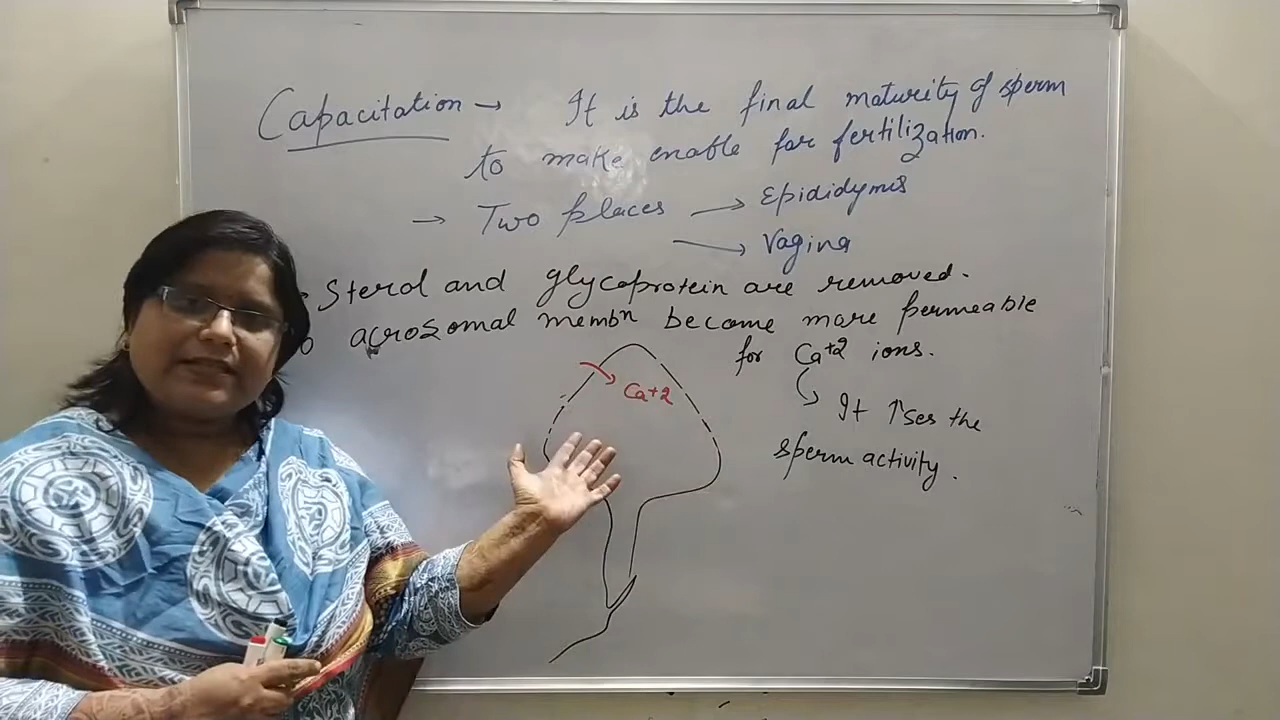 Capacitation → It is the final maturity of sperm
to make enable for fertilization.
→ Two places → Epididymis
→ Vagina
Sterol and glycoprotein are removed.
acrosomal membn become more permeable
for Ca+2 ions.
Ca+2
It ↑ses the
sperm activity.